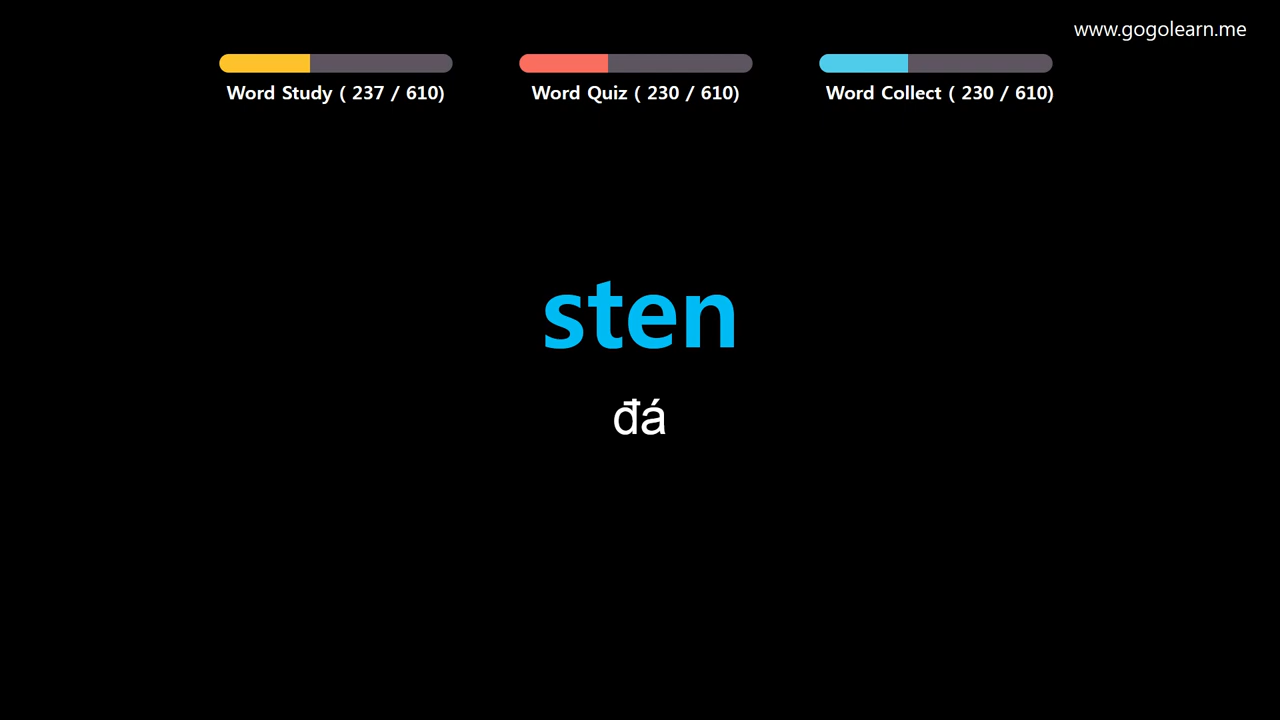 www.gogolearn.me
Word Study ( 237 / 610)
Word Quiz ( 230 / 610)
Word Collect ( 230 / 610)
sten
đá